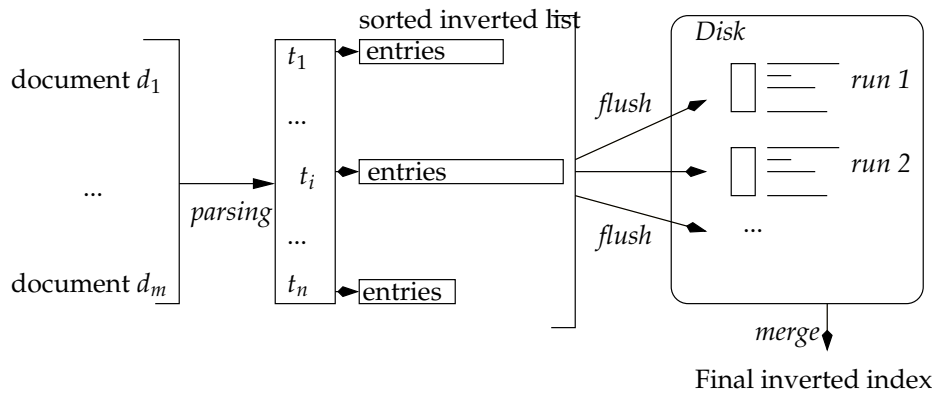 sorted inverted list
Disk
document d1
t1
entries
run 1
flush
...
...
ti
entries
run 2
parsing
...
flush
...
document dm
tn
entries
merge
Final inverted index